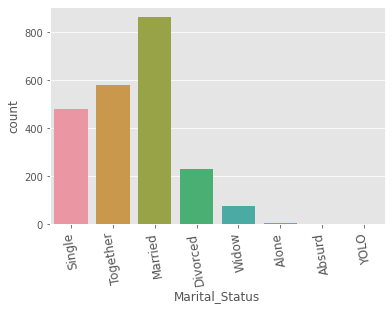 count
800
600
400
200
0
Single
Together
Married
Divorced
Widow
Alone
Absurd
YOLO
Marital_Status